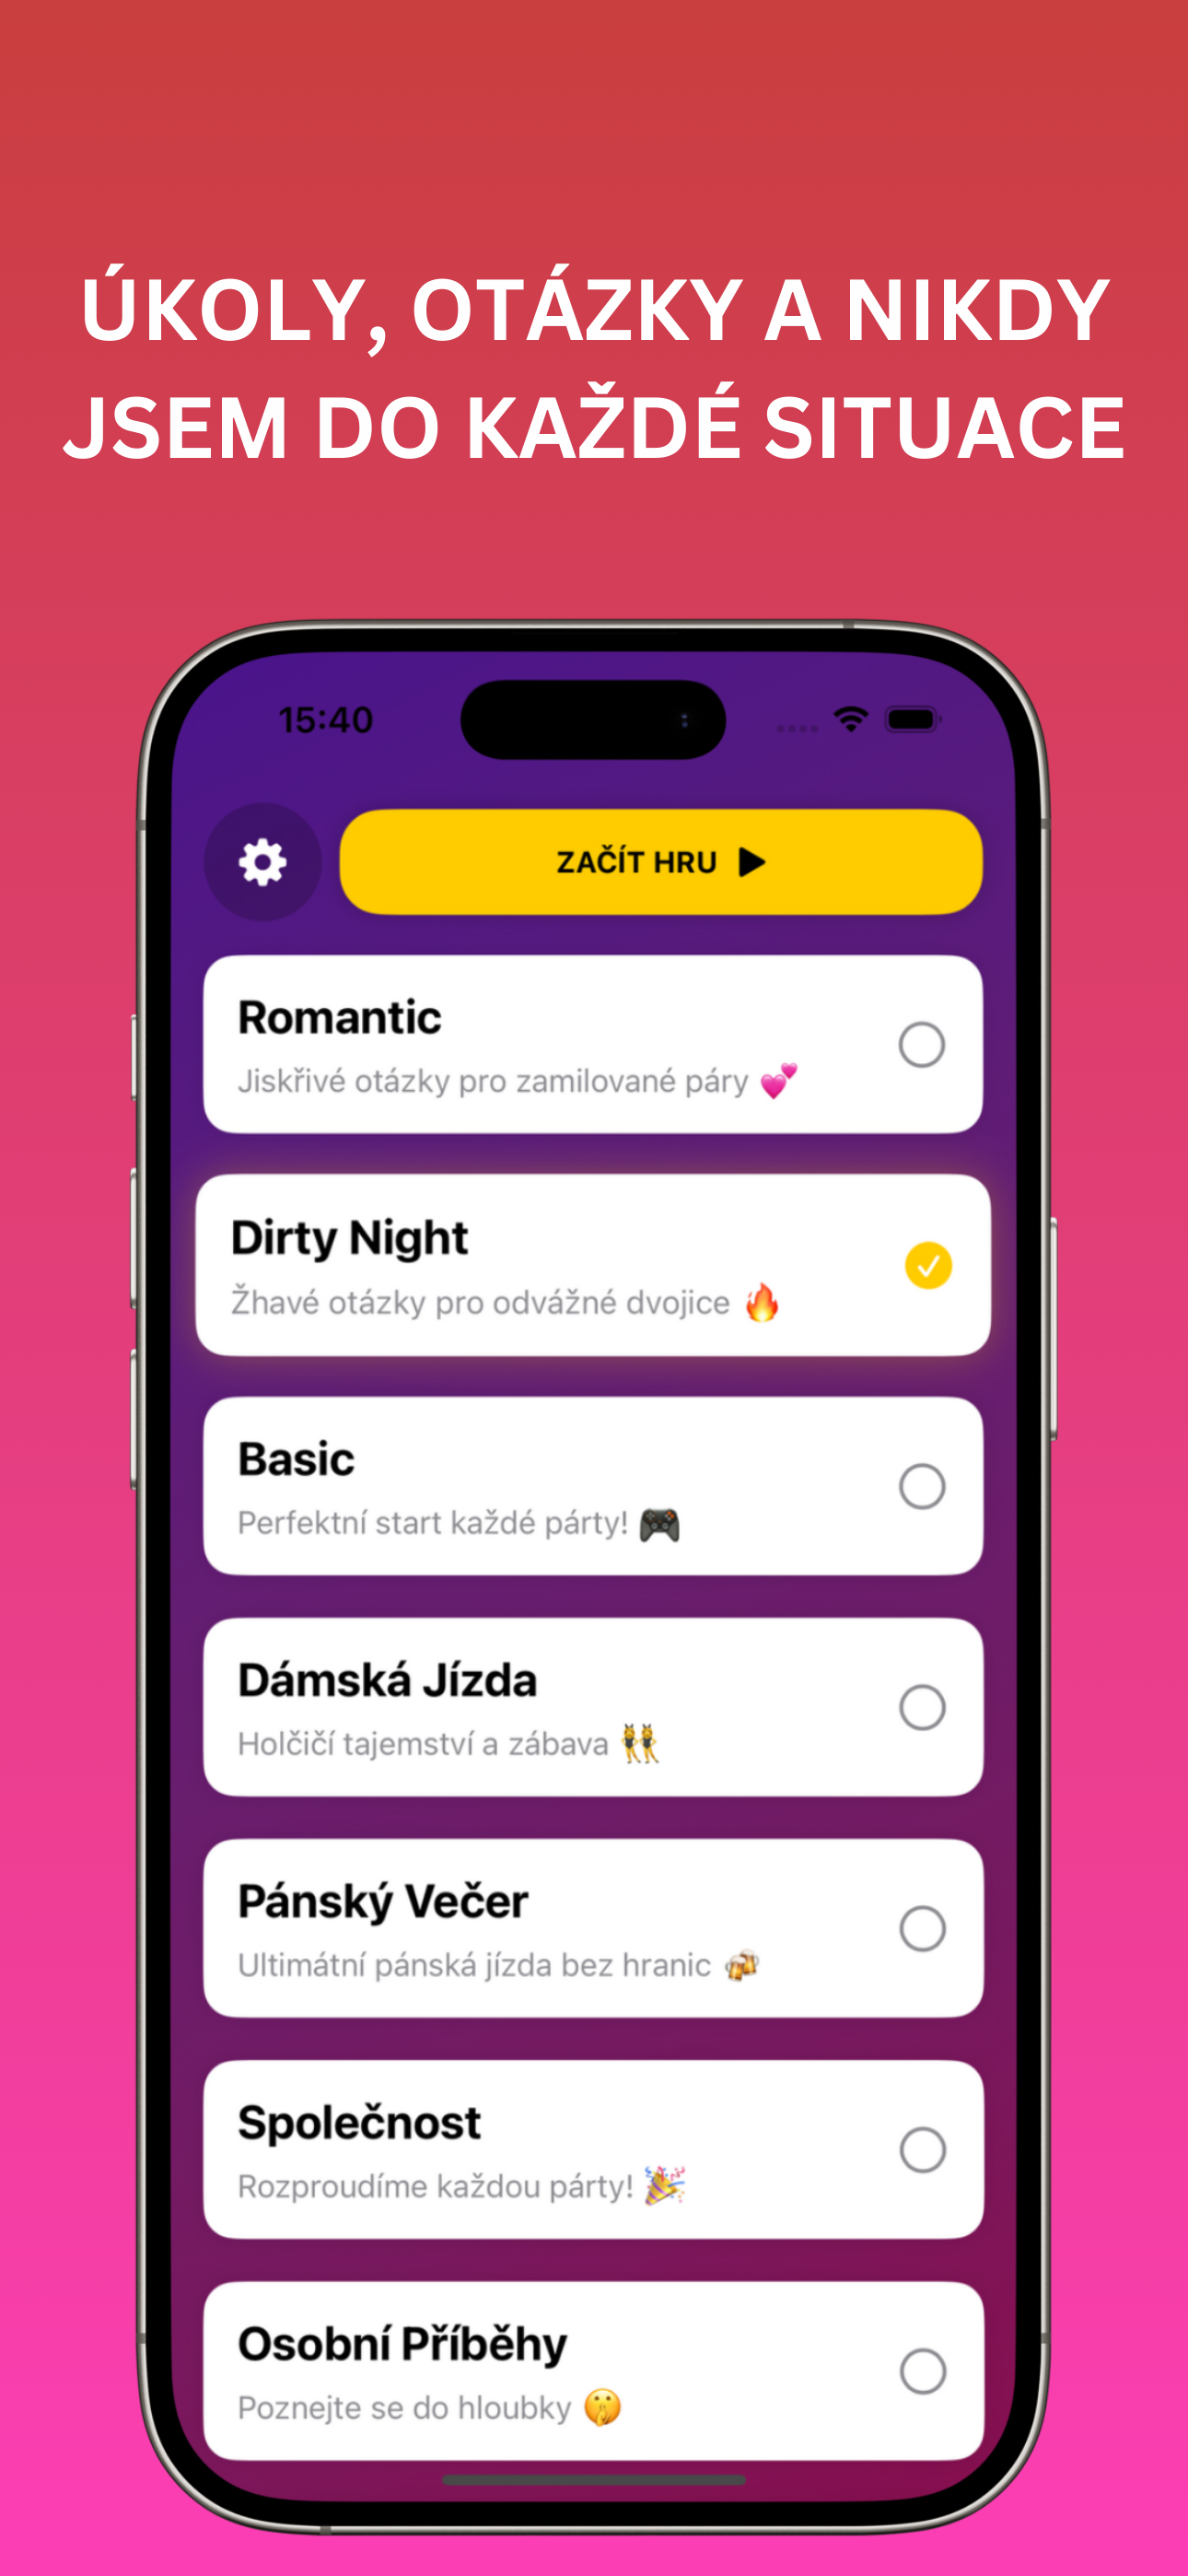 ÚKOLY, OTÁZKY A NIKDY
JSEM DO KAŽDÉ SITUACE
15:40
ZAČÍT HRU
Romantic
Jiskřivé otázky pro zamilované páry 💕
Dirty Night
Žhavé otázky pro odvážné dvojice 🔥
Basic
Perfektní start každé párty! 🎮
Dámská Jízda
Holčičí tajemství a zábava 👯
Pánský Večer
Ultimátní pánská jízda bez hranic 🍻
Společnost
Rozproudíme každou párty! 🎉
Osobní Příběhy
Poznejte se do hloubky 🤫